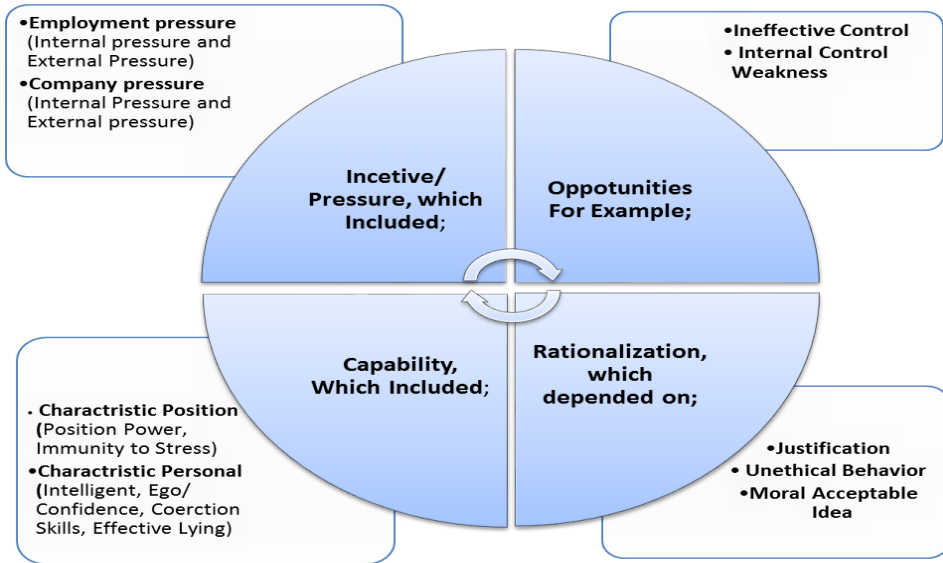 •Employment pressure
(Internal pressure and
External Pressure)
•Company pressure
(Internal Pressure and
External pressure)
•Ineffective Control
• Internal Control
Weakness
Incetive/
Pressure, which
Included;
Oppotunities
For Example;
Capability,
Which Included;
Rationalization,
which
depended on;
• Charactristic Position
(Position Power,
Immunity to Stress)
•Charactristic Personal
(Intelligent, Ego/
Confidence, Coerction
Skills, Effective Lying)
•Justification
• Unethical Behavior
•Moral Acceptable
Idea